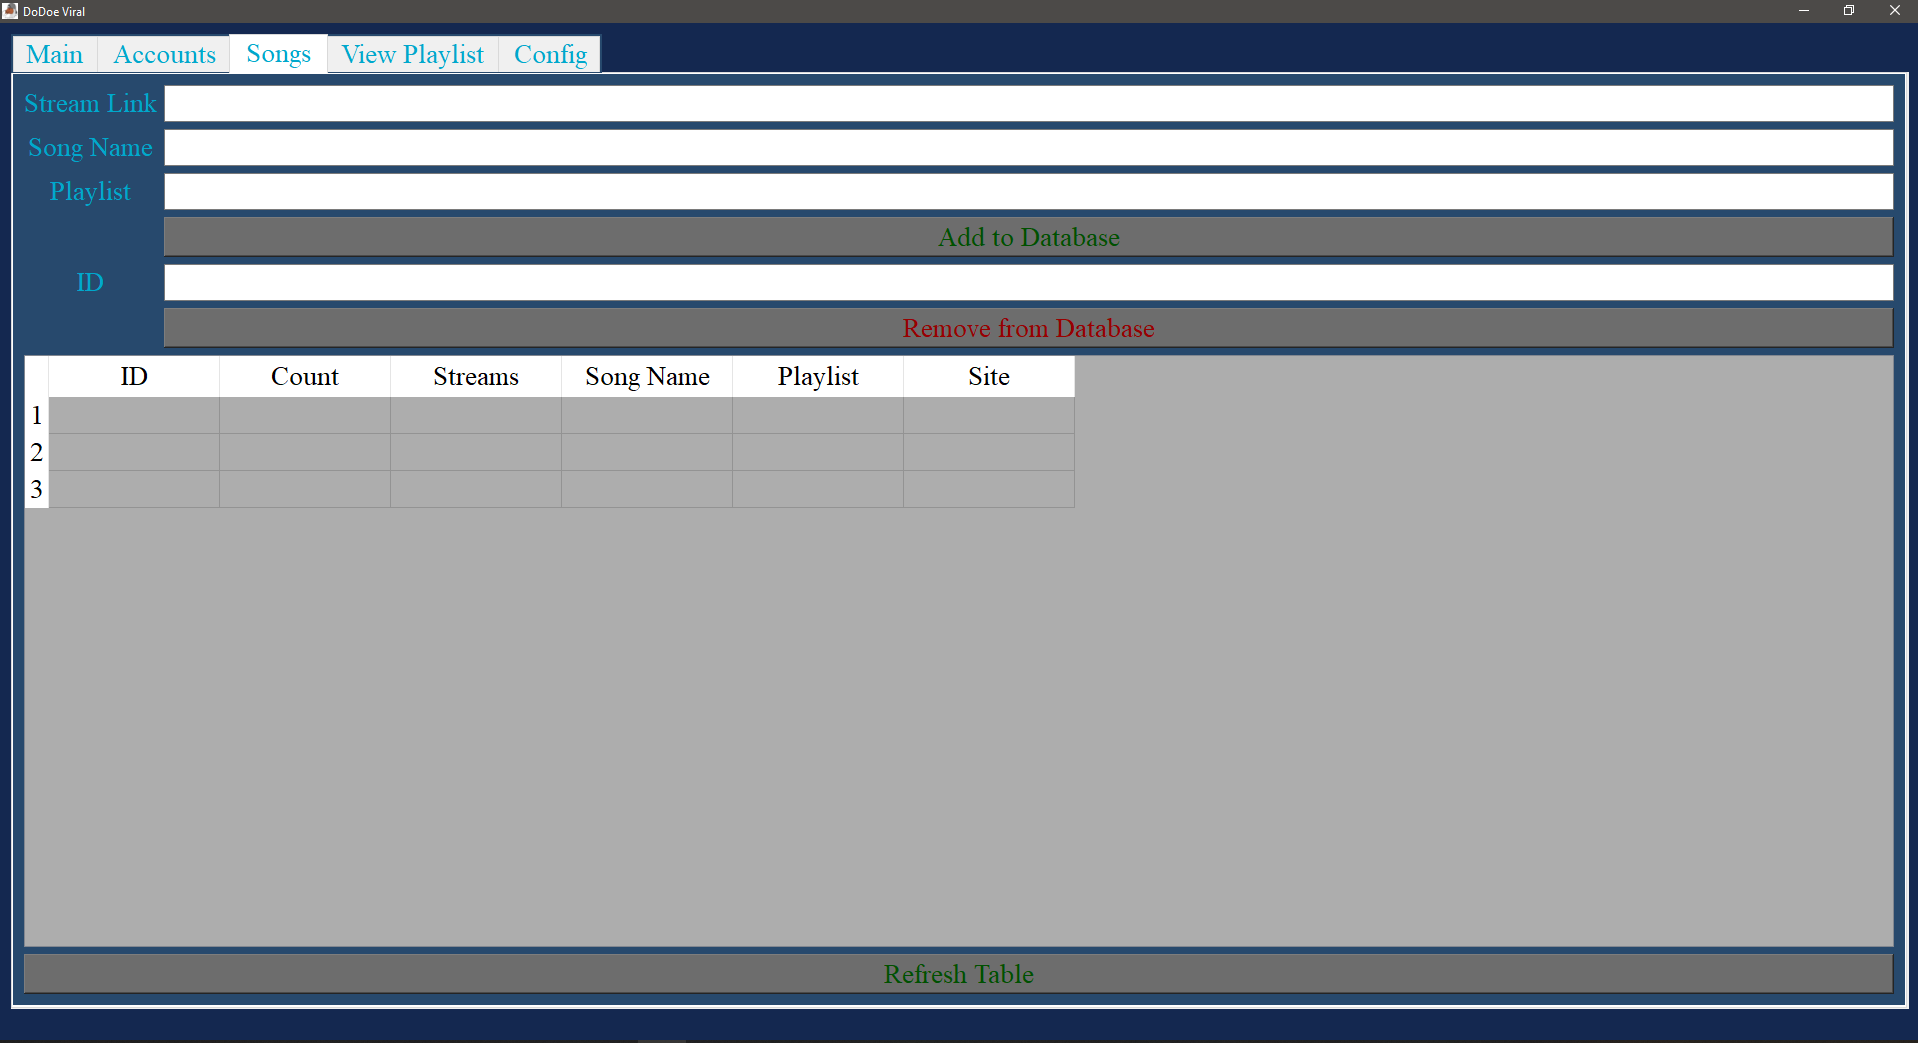 DoDoe Viral
Main Accounts Songs View Playlist Config
Stream Link
Song Name
Playlist
Add to Database
ID
Remove from Database
ID Count Streams Song Name Playlist Site
1
2
3
Refresh Table